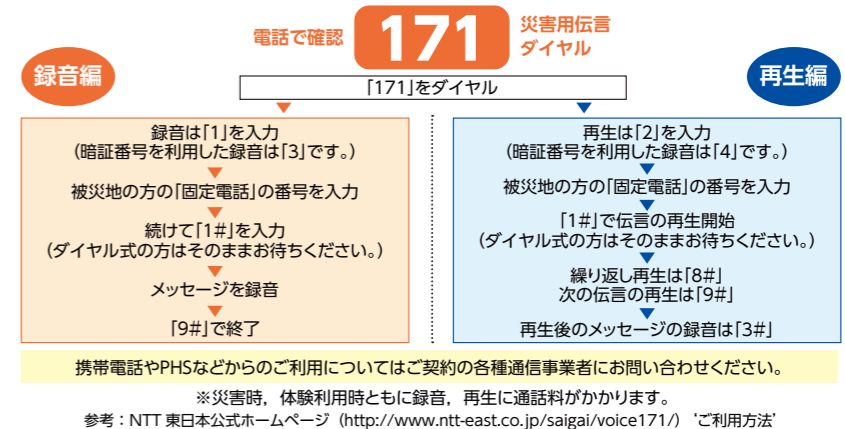 電話で確認
171
災害用伝言
ダイヤル
録音編
再生編
「171」をダイヤル
録音は「1」を入力
（暗証番号を利用した録音は「3」です。）
被災地の方の「固定電話」の番号を入力
続けて「1#」を入力
（ダイヤル式の方はそのままお待ちください。）
メッセージを録音
「9#」で終了
再生は「2」を入力
（暗証番号を利用した録音は「4」です。）
被災地の方の「固定電話」の番号を入力
「1#」で伝言の再生開始
（ダイヤル式の方はそのままお待ちください。）
繰り返し再生は「8#」
次の伝言の再生は「9#」
再生後のメッセージの録音は「3#」
携帯電話やPHSなどからのご利用についてはご契約の各種通信事業者にお問い合わせください。
※災害時，体験利用時ともに録音，再生に通話料がかかります。
参考：NTT 東日本公式ホームページ（http://www.ntt-east.co.jp/saigai/voice171/）‘ご利用方法’